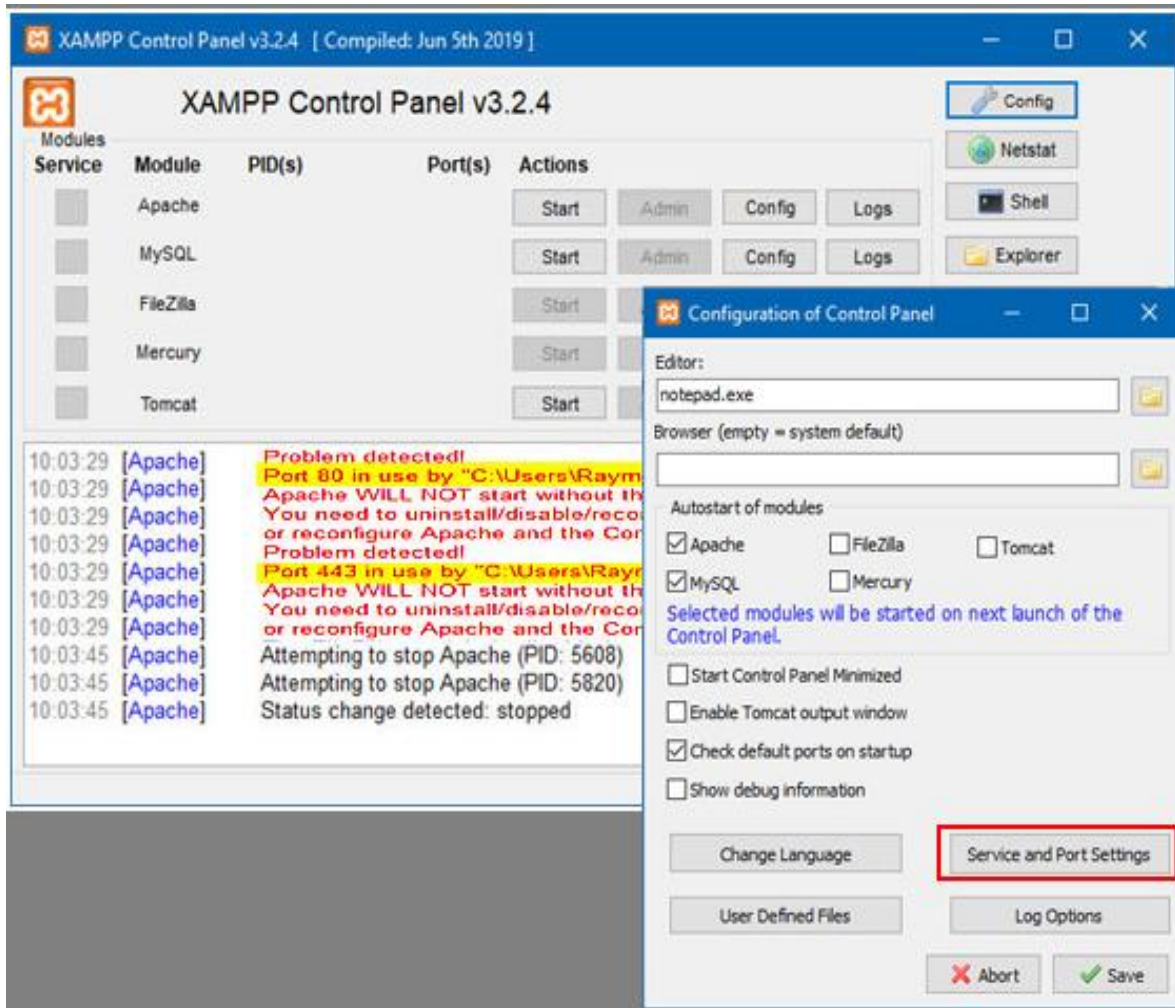 XAMPP Control Panel v3.2.4 [ Compiled: Jun 5th 2019 ]
XAMPP Control Panel v3.2.4
Config
Modules
Netstat
Service Module PID(s) Port(s) Actions
Apache Start Admin Config Logs
Shell
MySQL Start Admin Config Logs
Explorer
FileZilla Start
Mercury Start
Tomcat Start
10:03:29 [Apache] Problem detected!
10:03:29 [Apache] Port 80 in use by "C:\Users\Raym
10:03:29 [Apache] Apache WILL NOT start without th
10:03:29 [Apache] You need to uninstall/disable/reco
or reconfigure Apache and the Cor
Problem detected!
10:03:29 [Apache] Port 443 in use by "C:\Users\Rayr
10:03:29 [Apache] Apache WILL NOT start without th
10:03:29 [Apache] You need to uninstall/disable/reco
or reconfigure Apache and the Cor
10:03:45 [Apache] Attempting to stop Apache (PID: 5608)
10:03:45 [Apache] Attempting to stop Apache (PID: 5820)
10:03:45 [Apache] Status change detected: stopped
Configuration of Control Panel
Editor:
notepad.exe
Browser (empty = system default)
Autostart of modules
Apache FileZilla Tomcat
MySQL Mercury
Selected modules will be started on next launch of the
Control Panel.
Start Control Panel Minimized
Enable Tomcat output window
Check default ports on startup
Show debug information
Change Language Service and Port Settings
User Defined Files Log Options
Abort Save